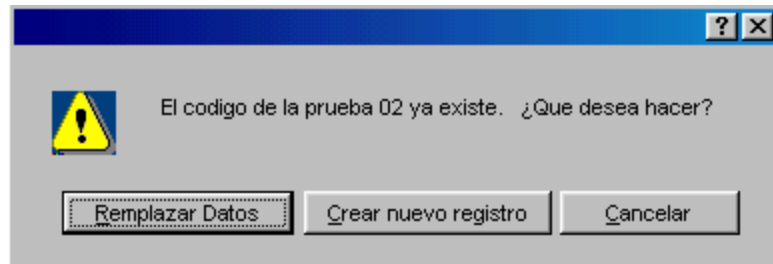 El codigo de la prueba 02 ya existe. ¿Que desea hacer?
Remplazar Datos Crear nuevo registro Cancelar